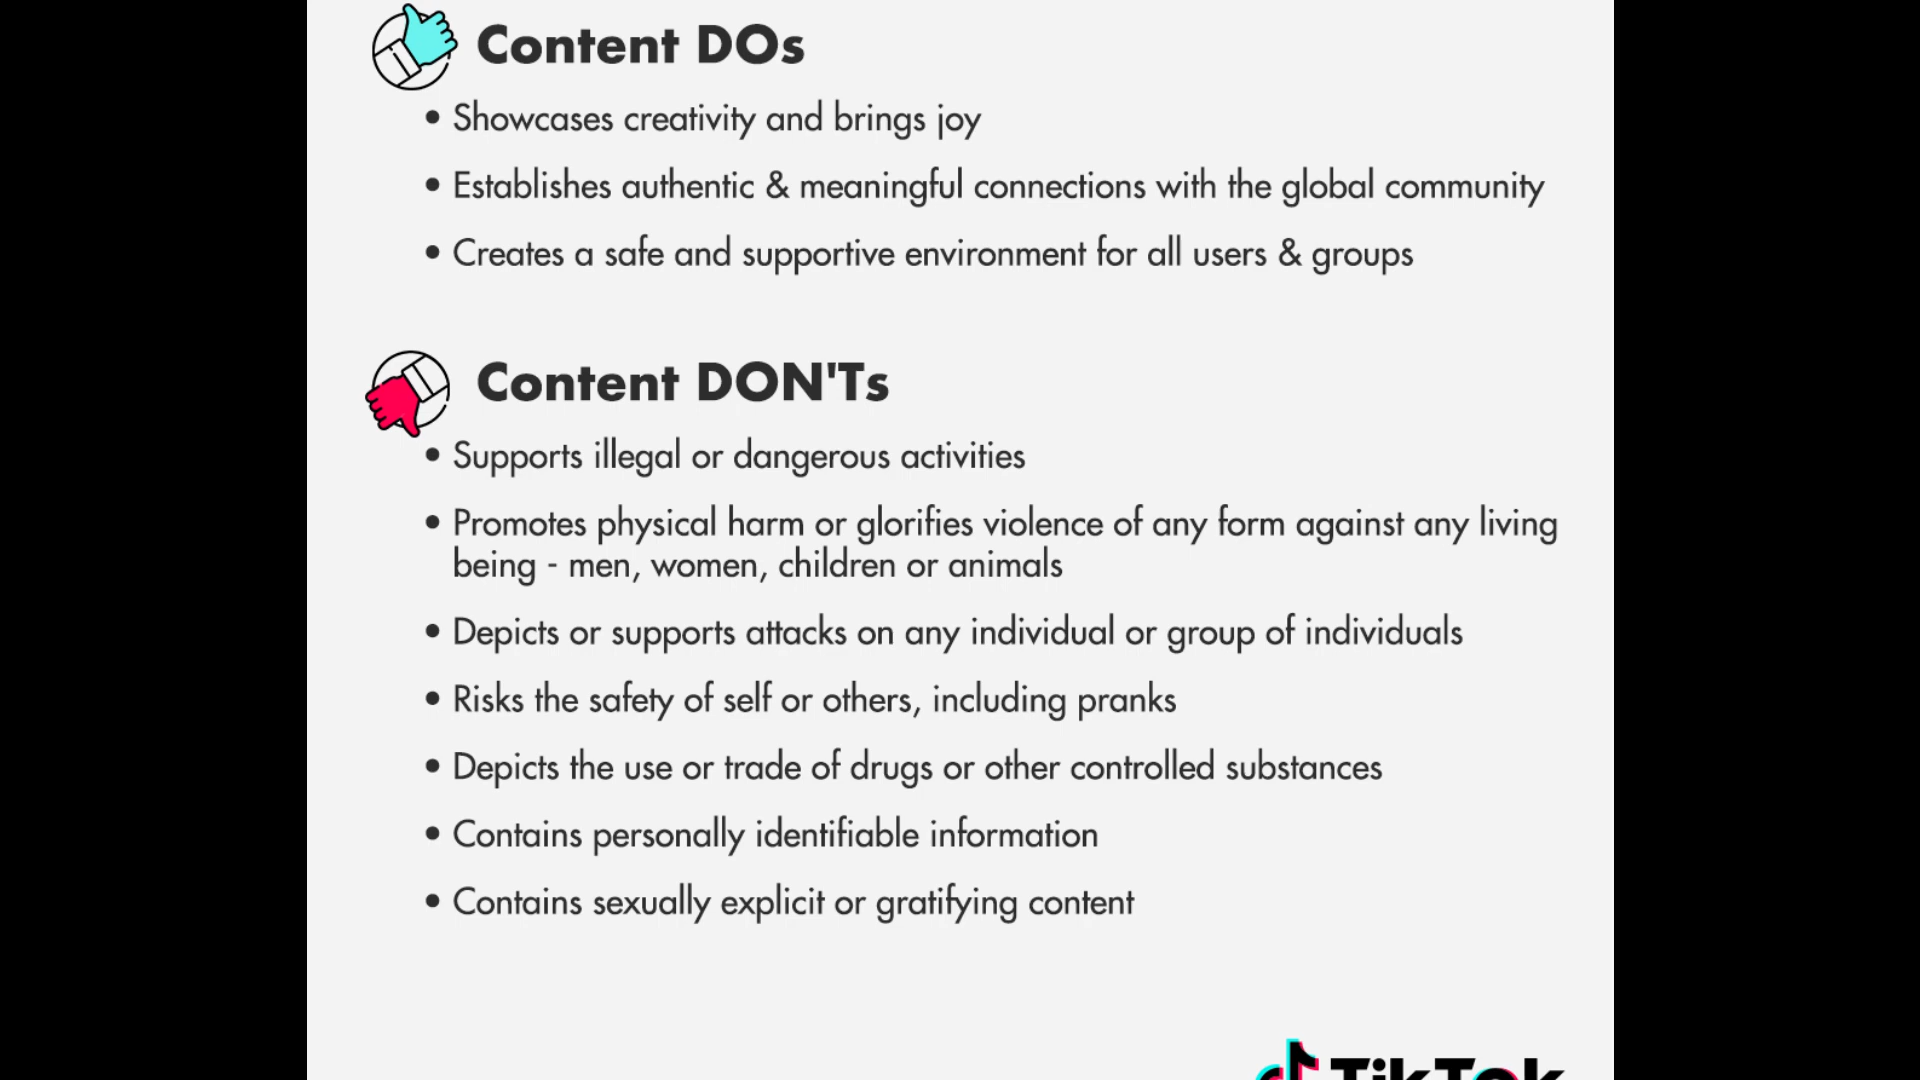 Content DOs
• Showcases creativity and brings joy
• Establishes authentic & meaningful connections with the global community
• Creates a safe and supportive environment for all users & groups
Content DON'Ts
• Supports illegal or dangerous activities
• Promotes physical harm or glorifies violence of any form against any living
being - men, women, children or animals
• Depicts or supports attacks on any individual or group of individuals
• Risks the safety of self or others, including pranks
• Depicts the use or trade of drugs or other controlled substances
• Contains personally identifiable information
• Contains sexually explicit or gratifying content
TikTok